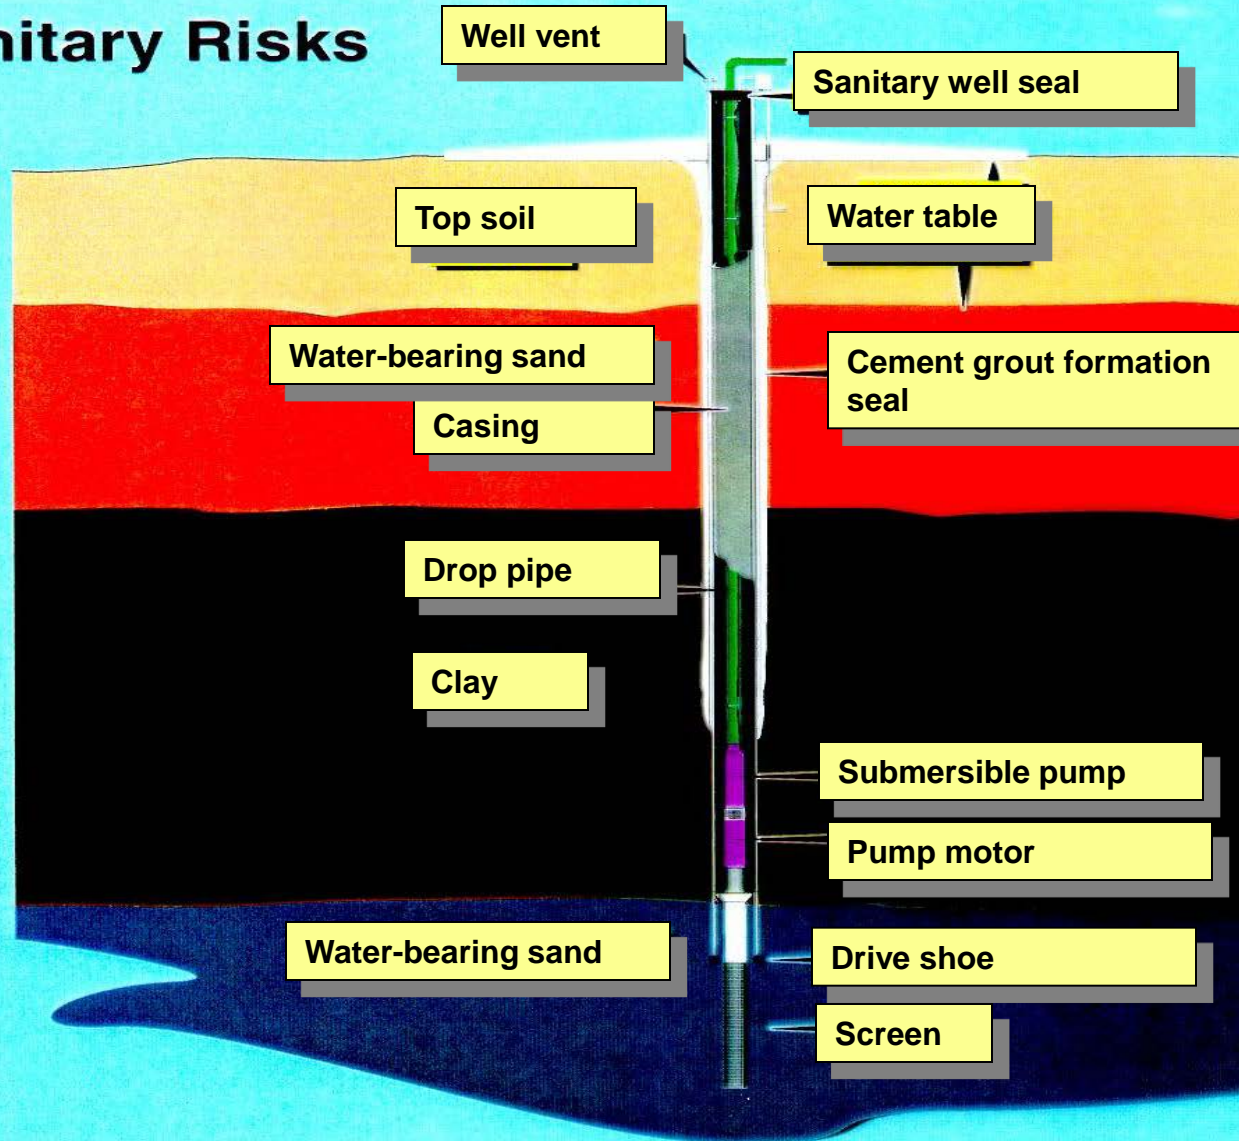 nitary Risks
Well vent
Sanitary well seal
Top soil
Water table
Water-bearing sand
Cement grout formation
seal
Casing
Drop pipe
Clay
Submersible pump
Pump motor
Water-bearing sand
Drive shoe
Screen